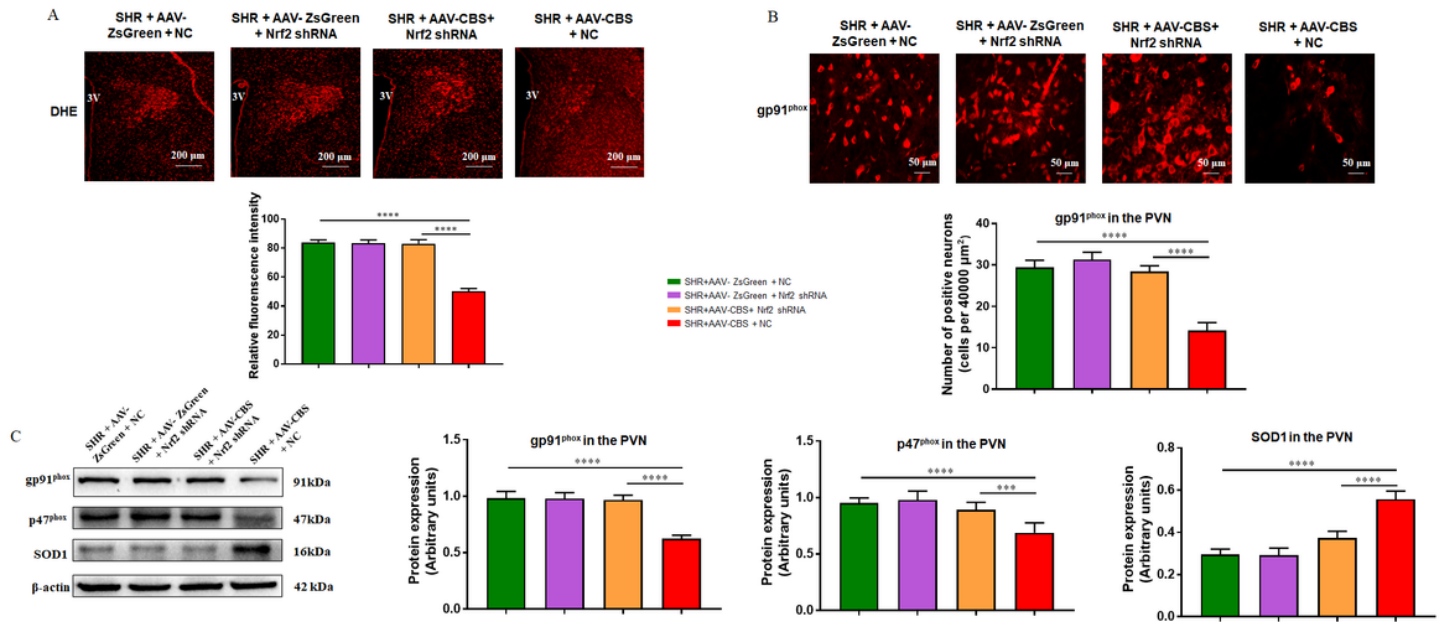 A
SHR + AAV-
ZsGreen + NC
SHR + AAV- ZsGreen
+ Nrf2 shRNA
SHR + AAV-CBS+
Nrf2 shRNA
SHR + AAV-CBS
+ NC
DHE
3V
200 µm
3V
200 µm
3V
200 µm
3V
200 µm
Relative fluorescence intensity
100
80
60
40
20
0
****
****
B
SHR + AAV-
ZsGreen + NC
SHR + AAV- ZsGreen
+ Nrf2 shRNA
SHR + AAV-CBS+
Nrf2 shRNA
SHR + AAV-CBS
+ NC
gp91phox
50 µm
50 µm
50 µm
50 µm
SHR+AAV- ZsGreen + NC
SHR+AAV- ZsGreen + Nrf2 shRNA
SHR+AAV-CBS+ Nrf2 shRNA
SHR+AAV-CBS + NC
gp91phox in the PVN
Number of positive neurons
(cells per 40000 µm²)
40
30
20
10
0
****
****
C
SHR + AAV-
ZsGreen + NC
SHR + AAV- ZsGreen
+ Nrf2 shRNA
SHR + AAV-CBS
+ Nrf2 shRNA
SHR + AAV-CBS
+ NC
gp91phox
91kDa
p47phox
47kDa
SOD1
16kDa
β-actin
42 kDa
gp91phox in the PVN
Protein expression
(Arbitrary units)
1.5
1.0
0.5
0.0
****
****
p47phox in the PVN
Protein expression
(Arbitrary units)
1.5
1.0
0.5
0.0
****
***
SOD1 in the PVN
Protein expression
(Arbitrary units)
0.8
0.6
0.4
0.2
0.0
****
****